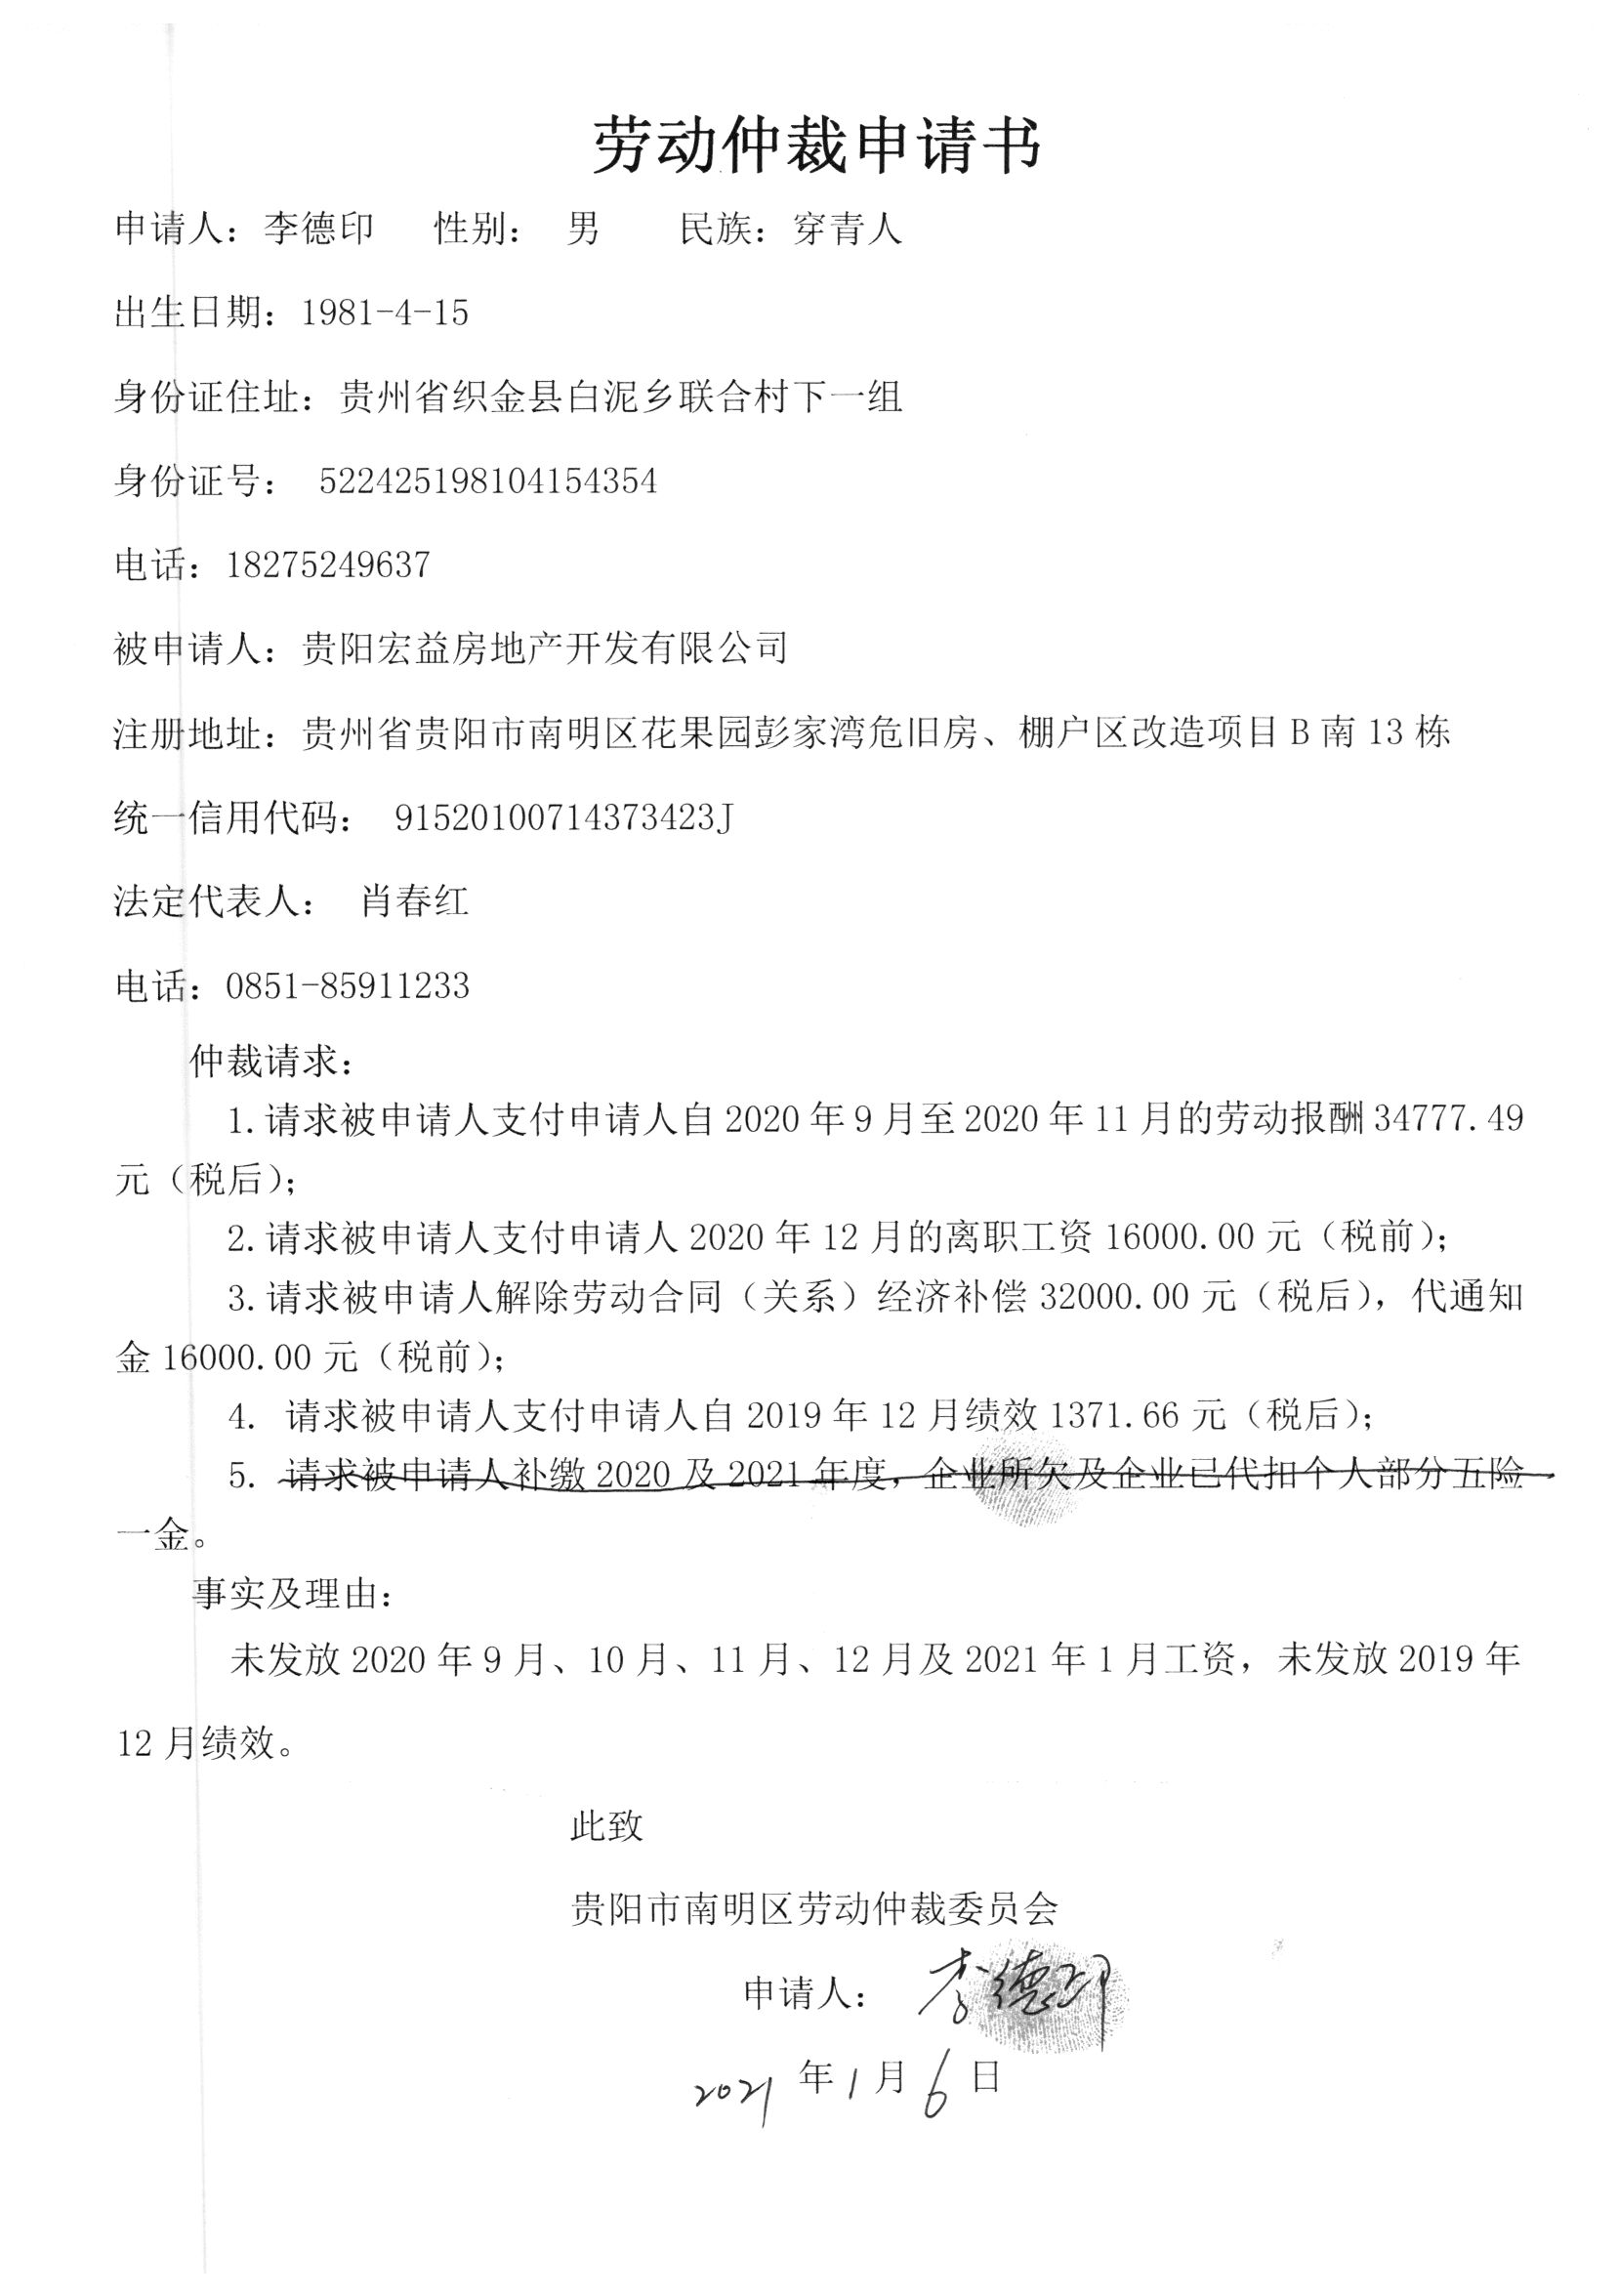 劳动仲裁申请书
申请人：李德印 性别： 男 民族：穿青人
出生日期：1981-4-15
身份证住址：贵州省织金县白泥乡联合村下一组
身份证号： 522425198104154354
电话：18275249637
被申请人：贵阳宏益房地产开发有限公司
注册地址：贵州省贵阳市南明区花果园彭家湾危旧房、棚户区改造项目 B 南 13 栋
统一信用代码： 91520100714373423J
法定代表人： 肖春红
电话：0851-85911233
仲裁请求：
1.请求被申请人支付申请人自 2020 年 9 月至 2020 年 11 月的劳动报酬 34777.49
元（税后）；
2.请求被申请人支付申请人 2020 年 12 月的离职工资 16000.00 元（税前）；
3.请求被申请人解除劳动合同（关系）经济补偿 32000.00 元（税后），代通知
金 16000.00 元（税前）；
4. 请求被申请人支付申请人自 2019 年 12 月绩效 1371.66 元（税后）；
5. 请求被申请人补缴 2020 及 2021 年度，企业所欠及企业已代扣个人部分五险
一金。
事实及理由：
未发放 2020 年 9 月、10 月、11 月、12 月及 2021 年 1 月工资，未发放 2019 年
12 月绩效。
此致
贵阳市南明区劳动仲裁委员会
申请人： 李德印
2021 年 1 月 6 日